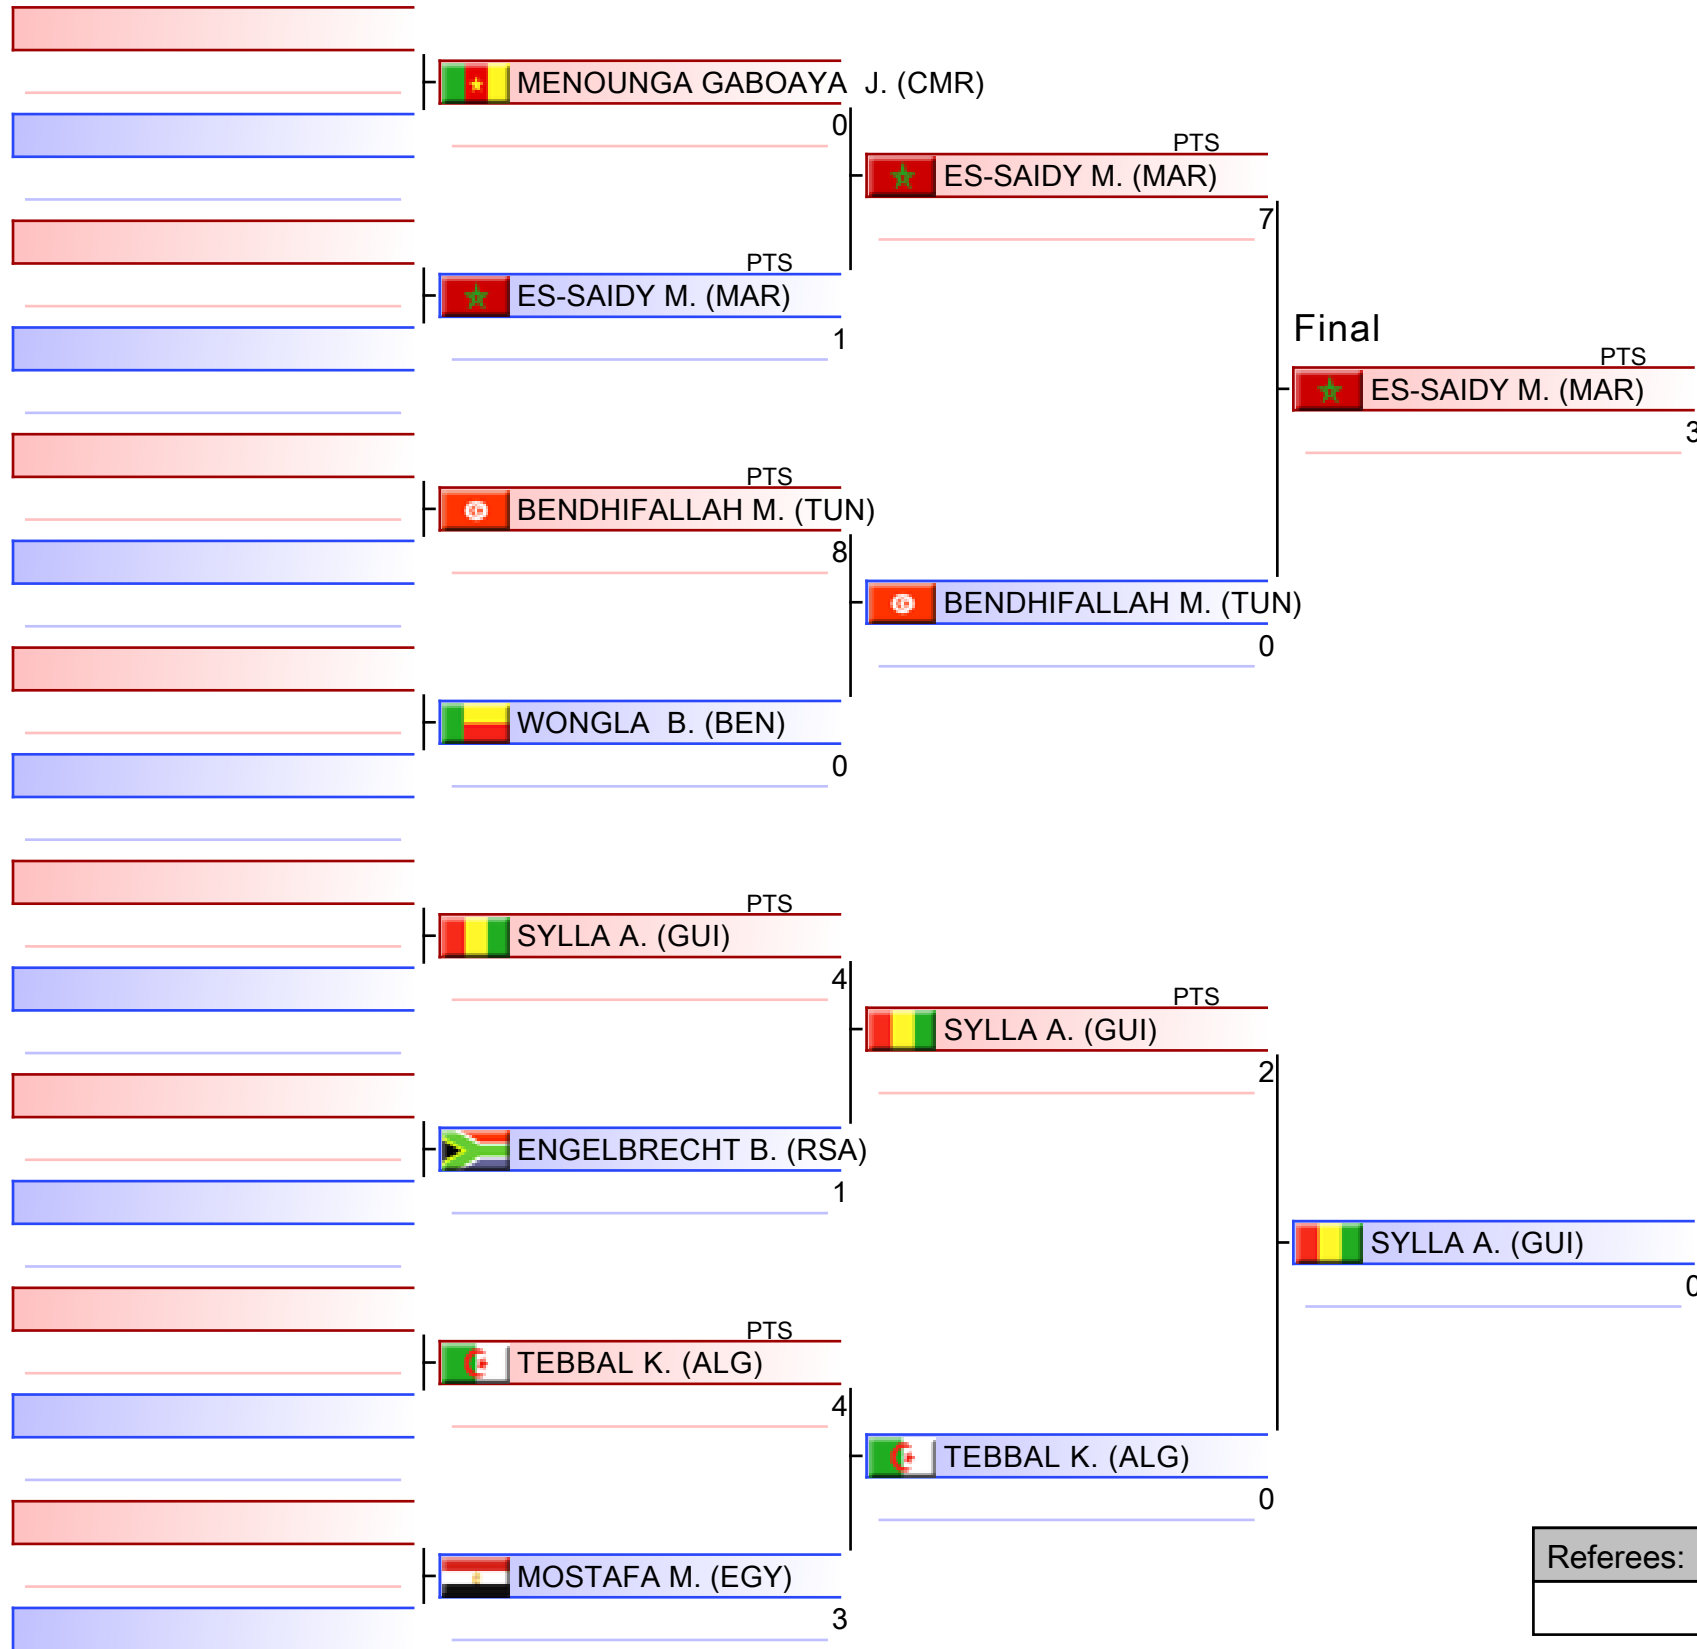 MENOUNGA GABOAYA  J. (CMR)
0
PTS
ES-SAIDY M. (MAR)
7
PTS
ES-SAIDY M. (MAR)
1
Final
PTS
ES-SAIDY M. (MAR)
3
PTS
BENDHIFALLAH M. (TUN)
8
BENDHIFALLAH M. (TUN)
0
WONGLA  B. (BEN)
0
PTS
SYLLA A. (GUI)
4
PTS
SYLLA A. (GUI)
2
ENGELBRECHT B. (RSA)
1
SYLLA A. (GUI)
0
PTS
TEBBAL K. (ALG)
4
TEBBAL K. (ALG)
0
MOSTAFA M. (EGY)
3
Referees: